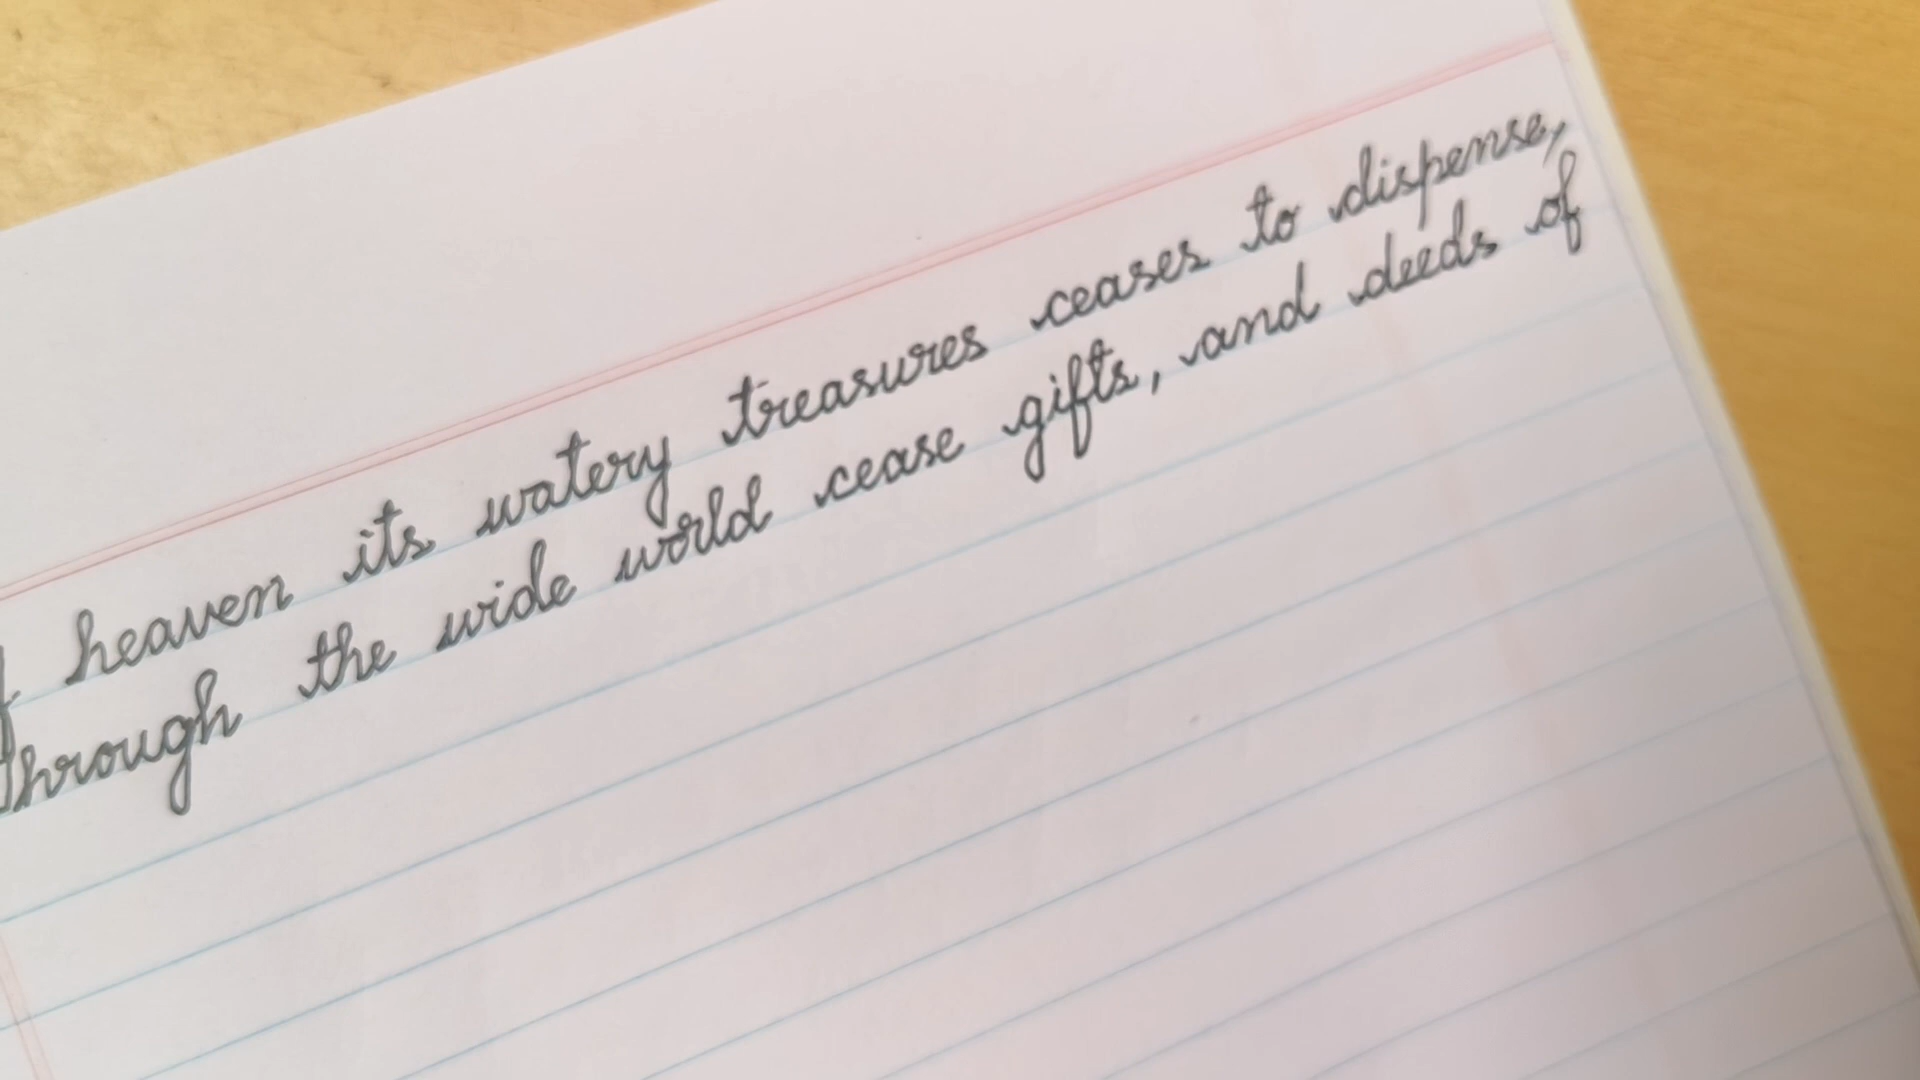 heaven its watery treasures ceases to dispense,
through the wide world cease gifts, and deeds of